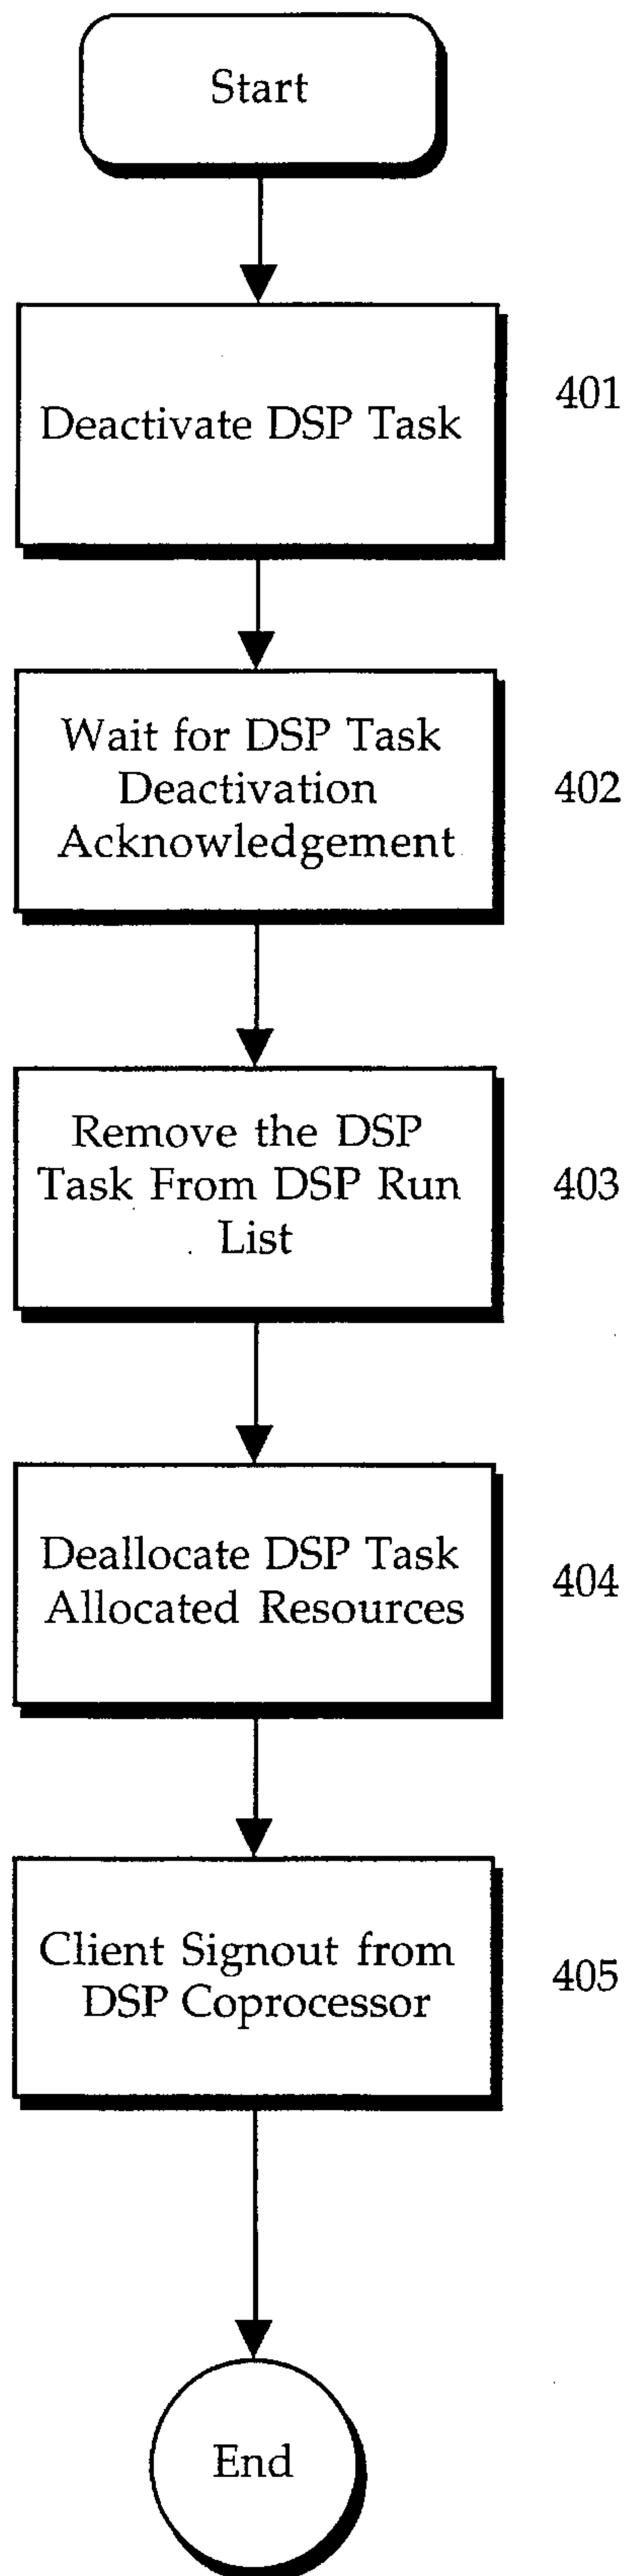 Start
Deactivate DSP Task
401
Wait for DSP Task
Deactivation
Acknowledgement
402
Remove the DSP
Task From DSP Run
List
403
Deallocate DSP Task
Allocated Resources
404
Client Signout from
DSP Coprocessor
405
End